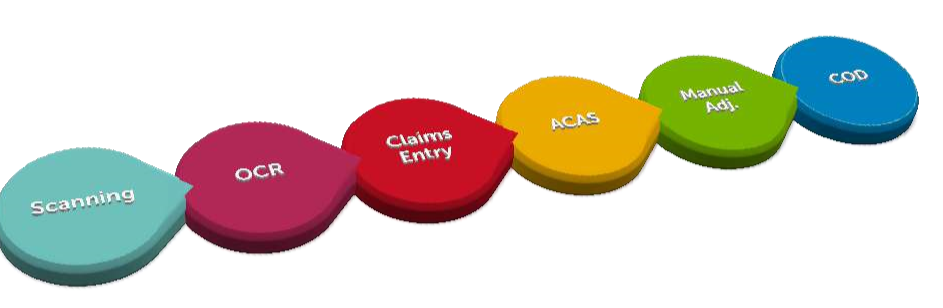 Scanning
OCR
Claims
Entry
ACAS
Manual
Adj.
COD